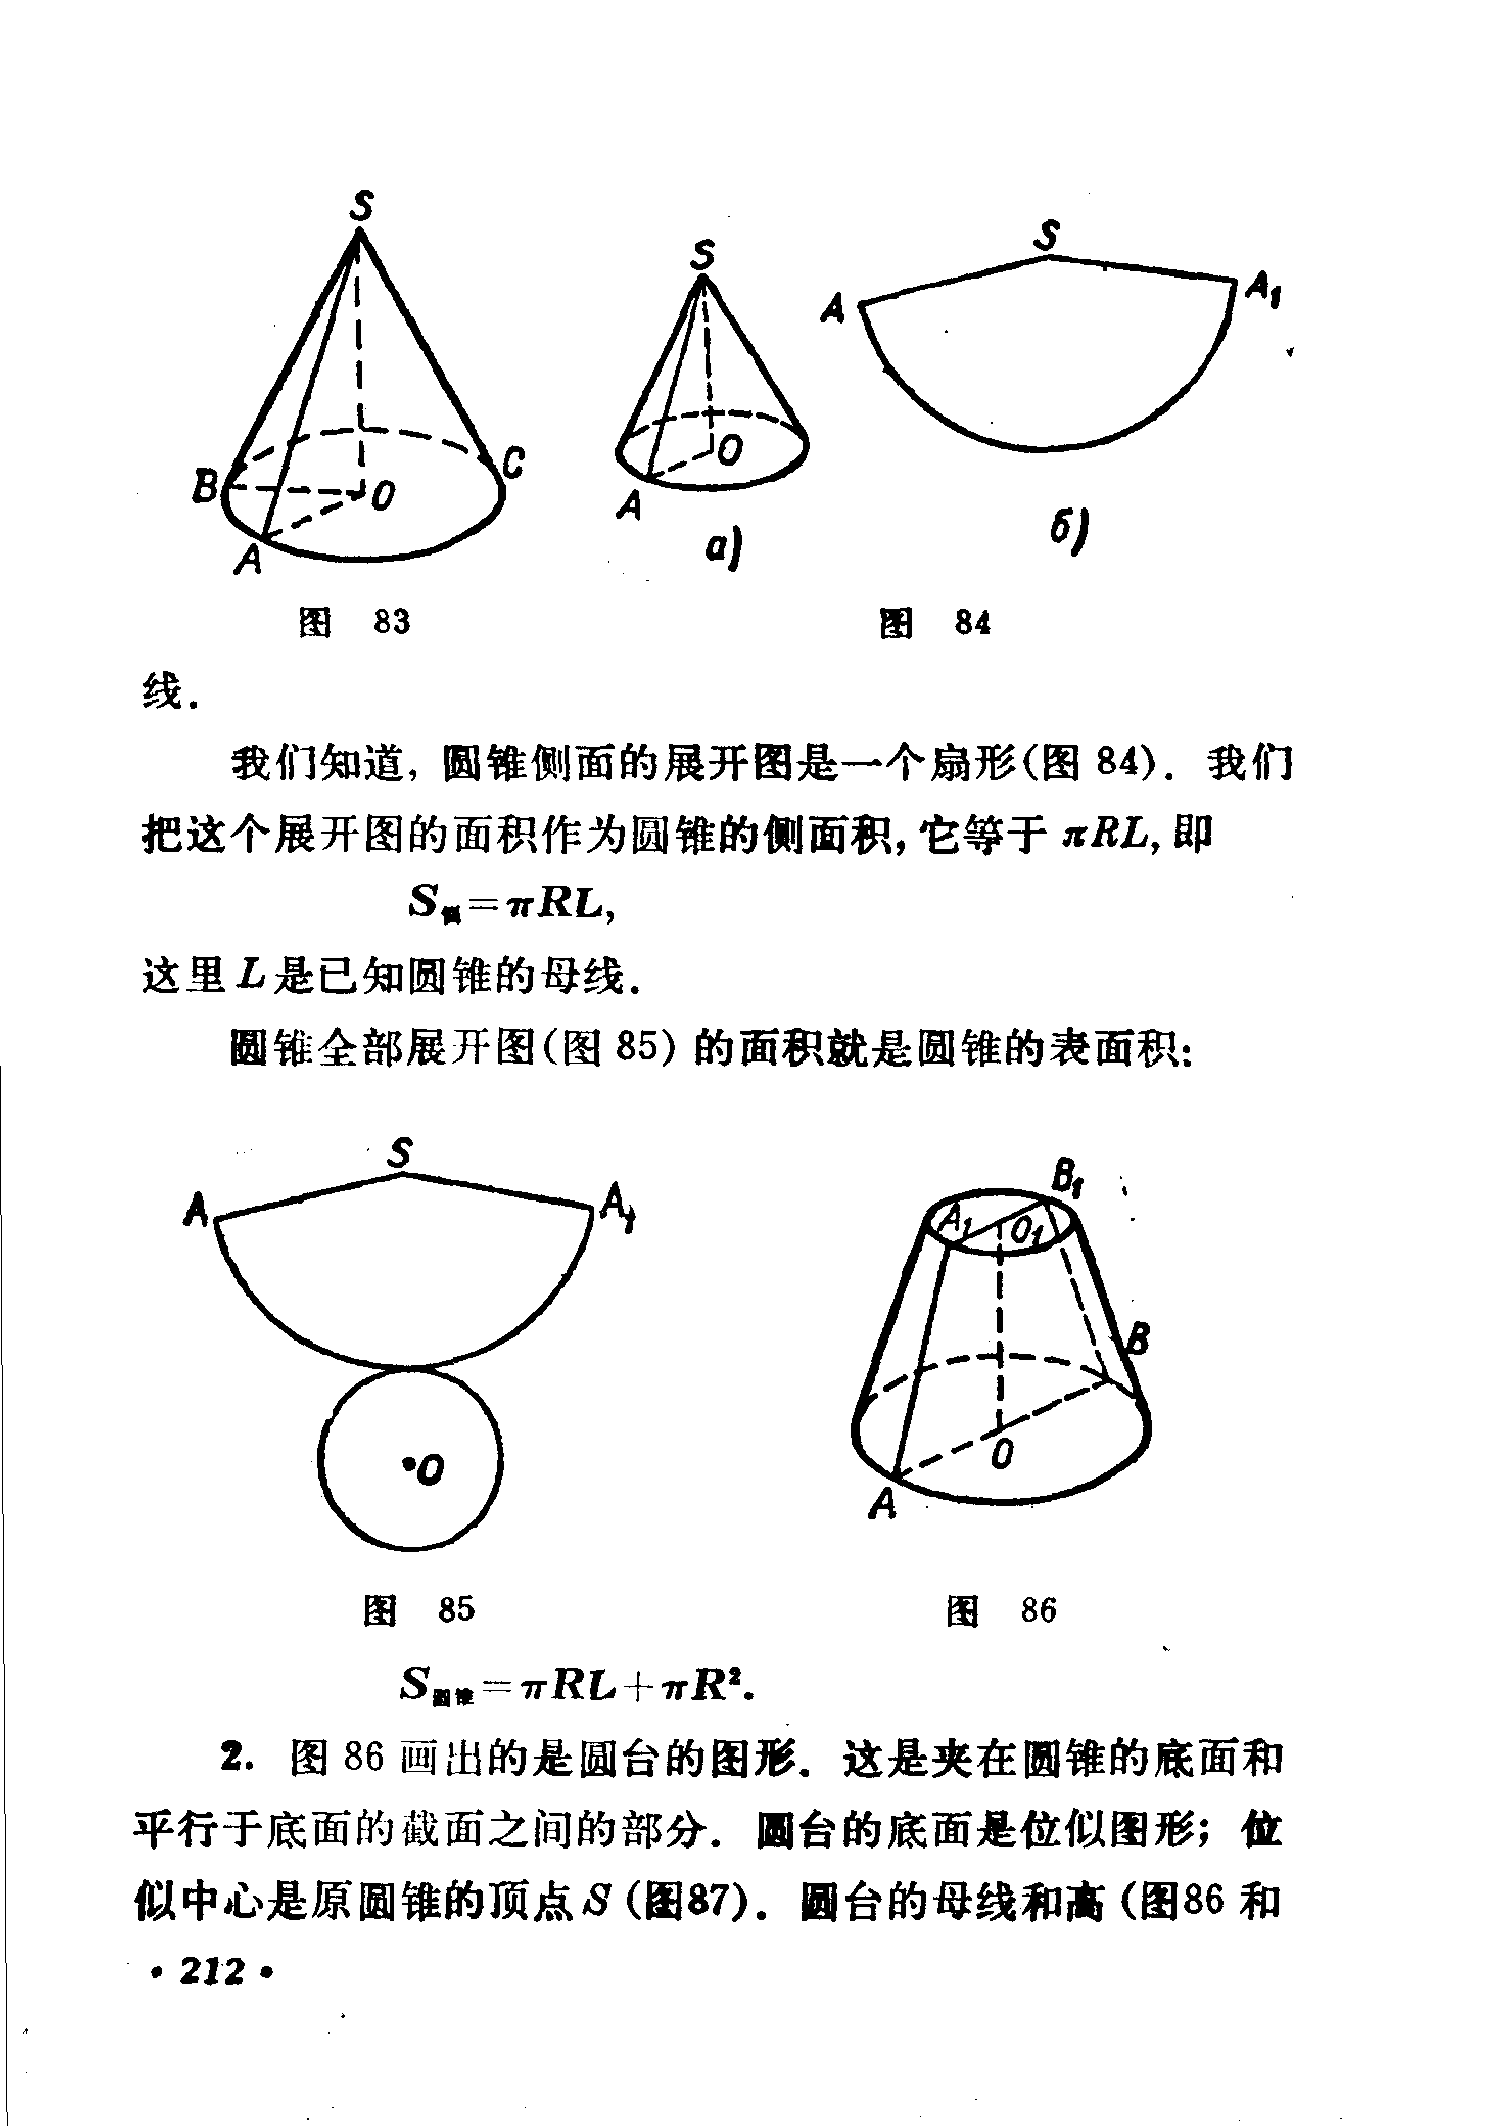 S
B
O
C
A
S
A
O
а)
S
A
A₁
б)
图 83
图 84
线.
我们知道, 圆锥侧面的展开图是一个扇形(图 84). 我们
把这个展开图的面积作为圆锥的侧面积, 它等于 πRL, 即
S侧=πRL,
这里 L 是已知圆锥的母线.
圆锥全部展开图(图 85) 的面积就是圆锥的表面积:
S
A
A₁
O
B₁
A₁
O₁
B
O
A
图 85
图 86
S圆锥=πRL+πR².
2. 图 86 画出的是圆台的图形. 这是夹在圆锥的底面和
平行于底面的截面之间的部分. 圆台的底面是位似图形; 位
似中心是原圆锥的顶点 S (图87). 圆台的母线和高 (图86 和
• 212 •